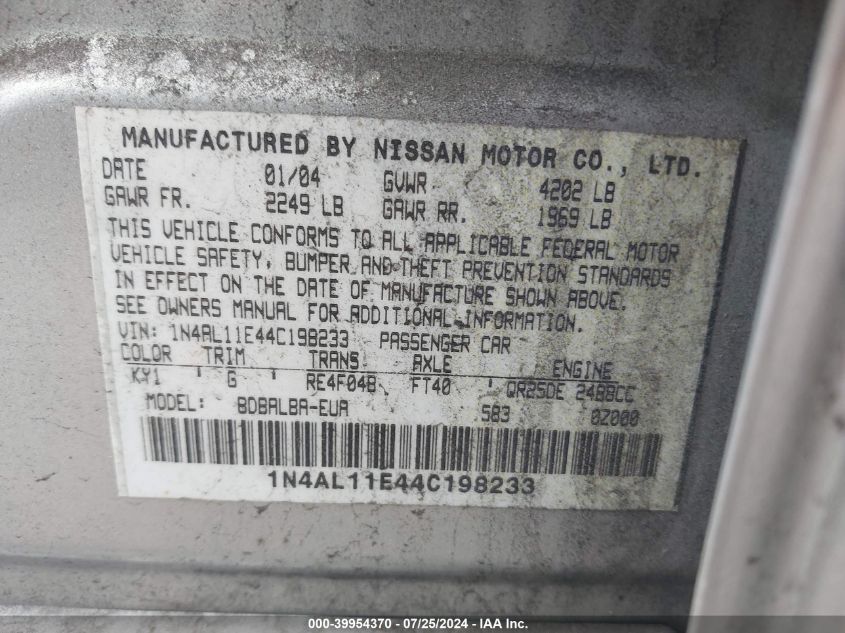 MANUFACTURED BY NISSAN MOTOR CO., LTD.
DATE 01/04 GVWR 4202 LB
GAWR FR. 2249 LB GAWR RR. 1969 LB
THIS VEHICLE CONFORMS TO ALL APPLICABLE FEDERAL MOTOR
VEHICLE SAFETY, BUMPER AND THEFT PREVENTION STANDARDS
IN EFFECT ON THE DATE OF MANUFACTURE SHOWN ABOVE.
SEE OWNERS MANUAL FOR ADDITIONAL INFORMATION.
VIN: 1N4AL11E44C198233 PASSENGER CAR
COLOR TRIM TRANS AXLE ENGINE
KY1 ' G ' RE4F04B FT40 ' QR25DE 2488CC
MODEL: BDBALBA-EUA 583 0Z000
1N4AL11E44C198233
000-39954370 - 07/25/2024 - IAA Inc.